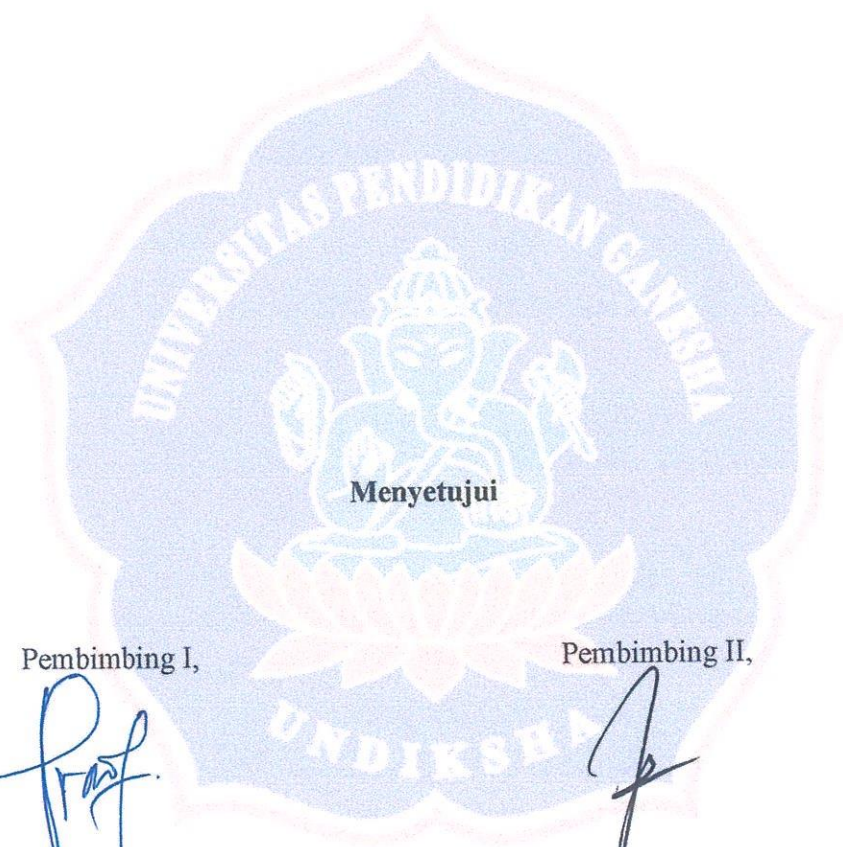 UNIVERSITAS PENDIDIKAN GANESHA
Menyetujui
Pembimbing I,
Pembimbing II,
UNDIKSHA